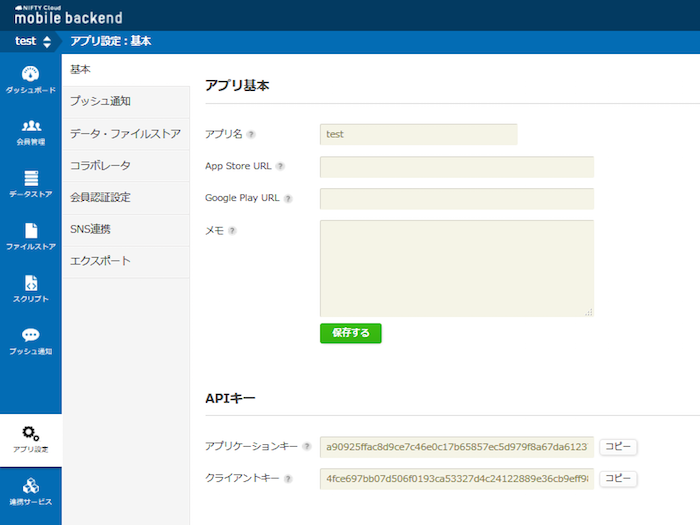 NIFTY Cloud
mobile backend
test
アプリ設定：基本
ダッシュボード
会員管理
データストア
ファイルストア
スクリプト
プッシュ通知
アプリ設定
連携サービス
基本
プッシュ通知
データ・ファイルストア
コラボレータ
会員認証設定
SNS連携
エクスポート
アプリ基本
アプリ名 ?
test
App Store URL ?
Google Play URL ?
メモ ?
保存する
APIキー
アプリケーションキー ?
a90925ffac8d9ce7c46e0c17b65857ec5d979f8a67da6123
コピー
クライアントキー ?
4fce697bb07d506f0193ca53327d4c24122889e36cb9eff98
コピー